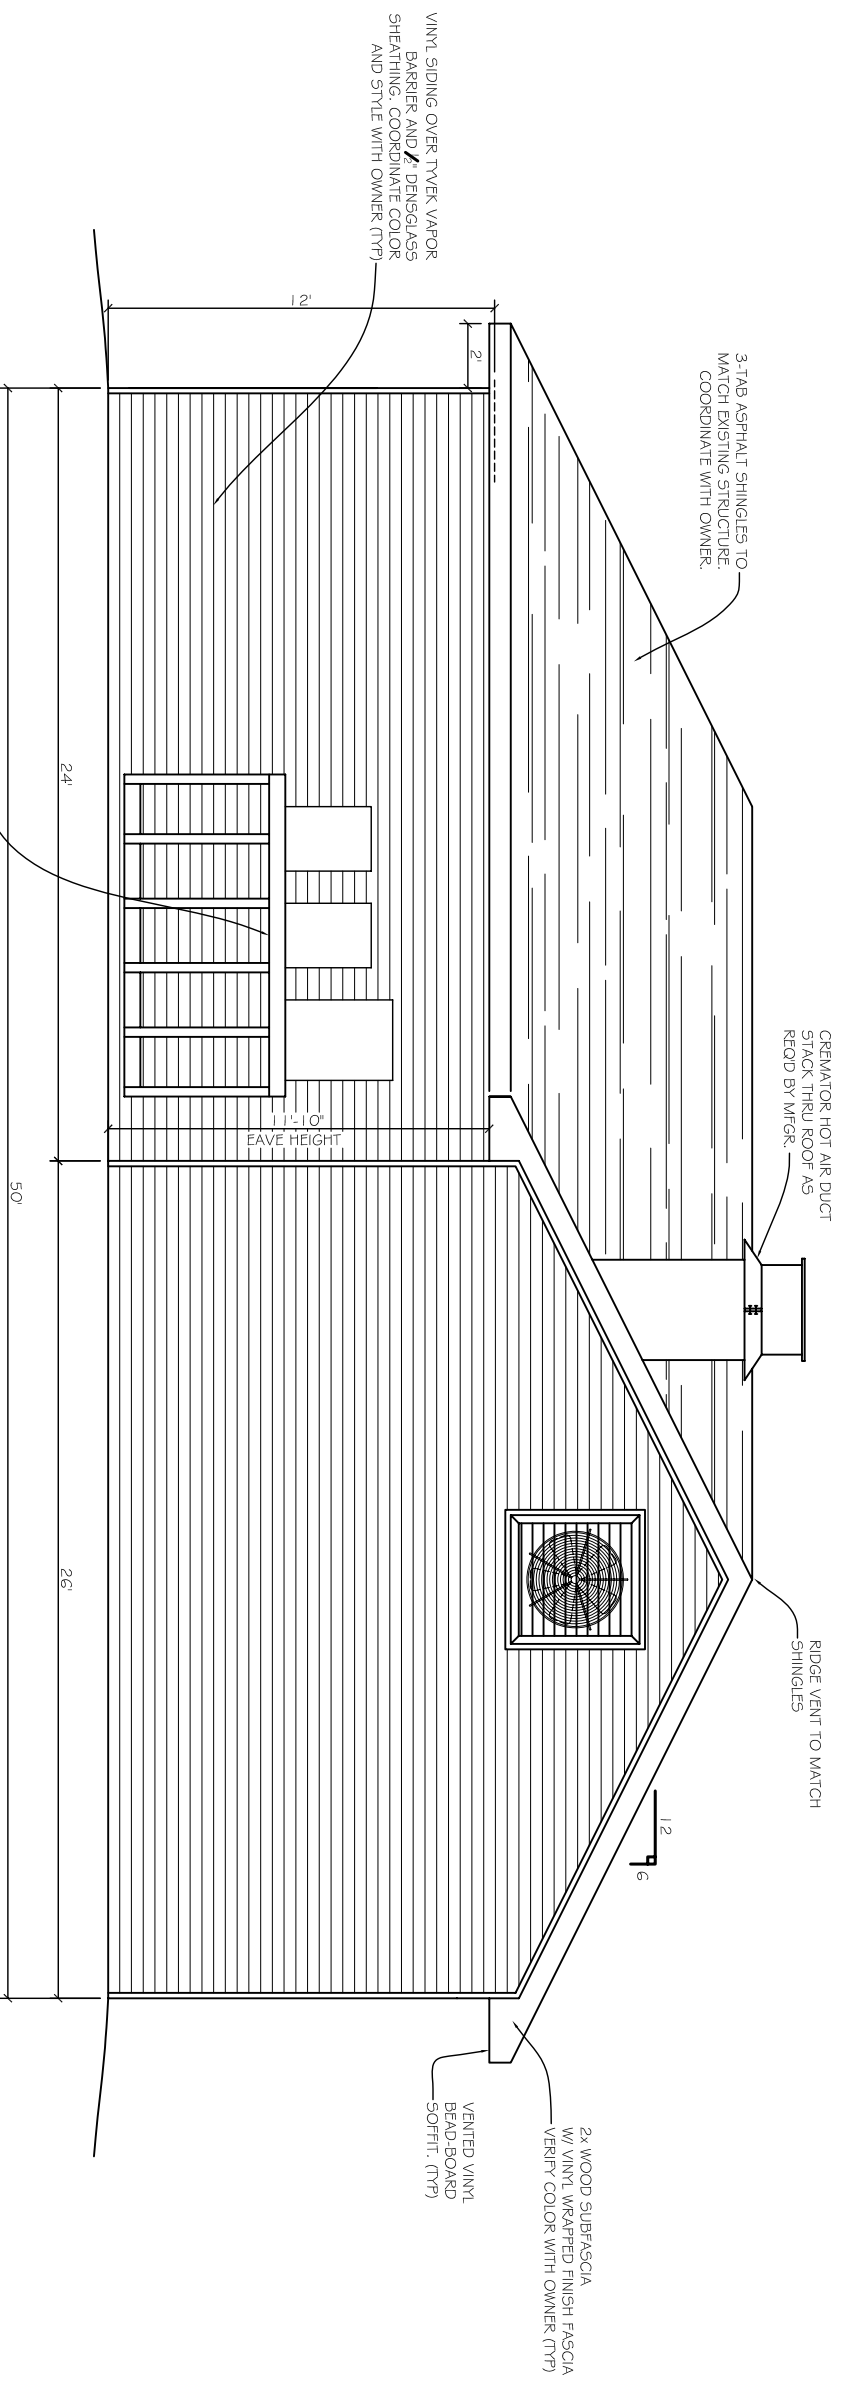 VINYL SIDING OVER TYVEK VAPOR
BARRIER AND 1/2" DENSGLASS
SHEATHING. COORDINATE COLOR
AND STYLE WITH OWNER (TYP)
3-TAB ASPHALT SHINGLES TO
MATCH EXISTING STRUCTURE.
COORDINATE WITH OWNER.
CREMATOR HOT AIR DUCT
STACK THRU ROOF AS
REQ'D BY MFGR.
RIDGE VENT TO MATCH
SHINGLES
12
6
2x WOOD SUBFASCIA
W/ VINYL WRAPPED FINISH FASCIA
VERIFY COLOR WITH OWNER (TYP)
VENTED VINYL
BEAD-BOARD
SOFFIT. (TYP)
12'
2'
11'-10"
EAVE HEIGHT
24'
26'
50'